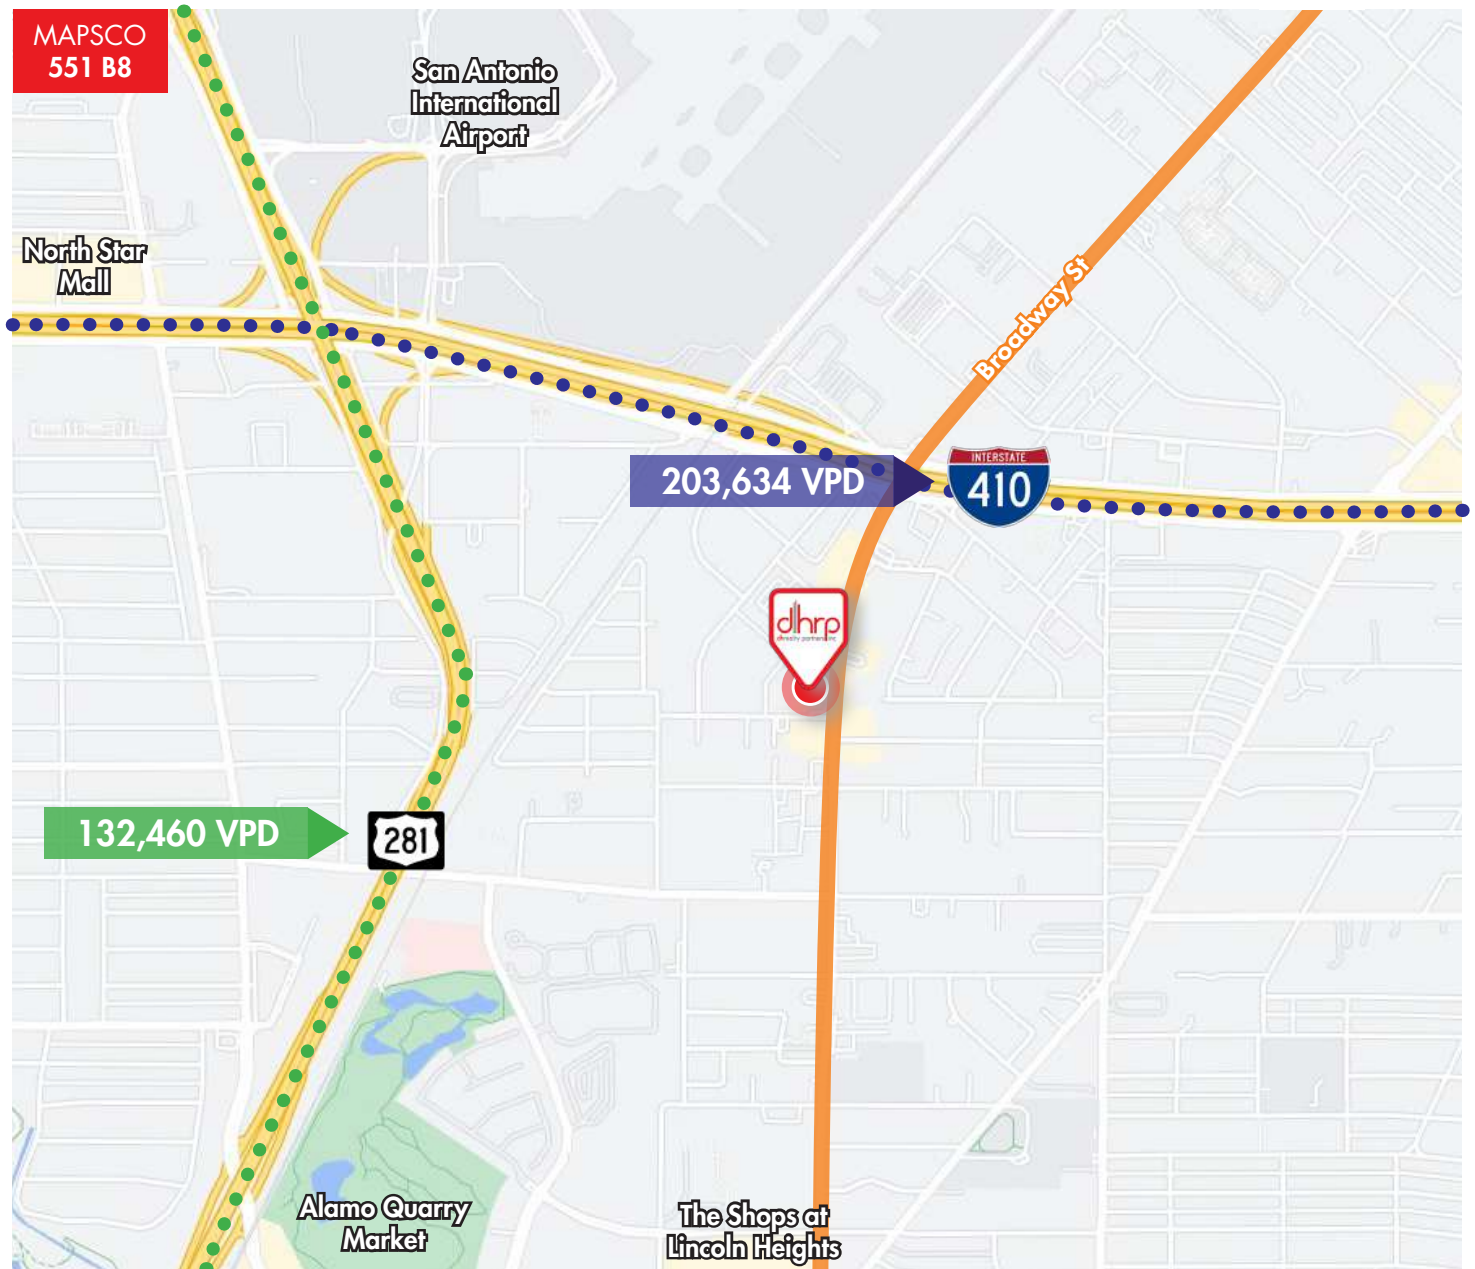 MAPSCO
551 B8
San Antonio
International
Airport
North Star
Mall
Broadway St
203,634 VPD
INTERSTATE
410
dhrp
132,460 VPD
281
Alamo Quarry
Market
The Shops at
Lincoln Heights